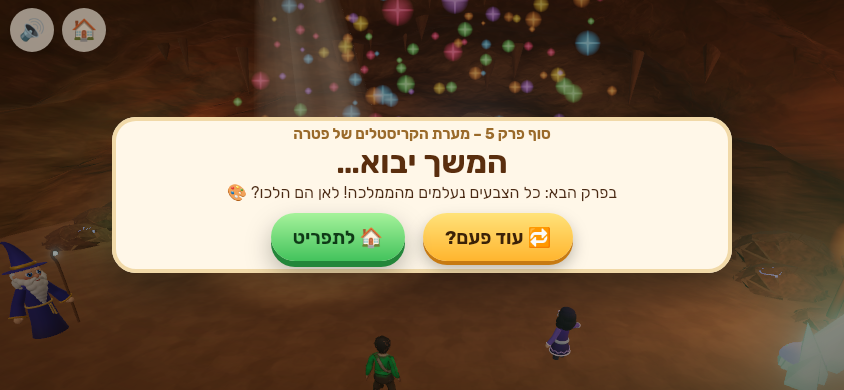 סוף פרק 5 – מערת הקריסטלים של פטרה
המשך יבוא...
בפרק הבא: כל הצבעים נעלמים מהממלכה! לאן הם הלכו? 🎨
🔁 עוד פעם?
🏠 לתפריט